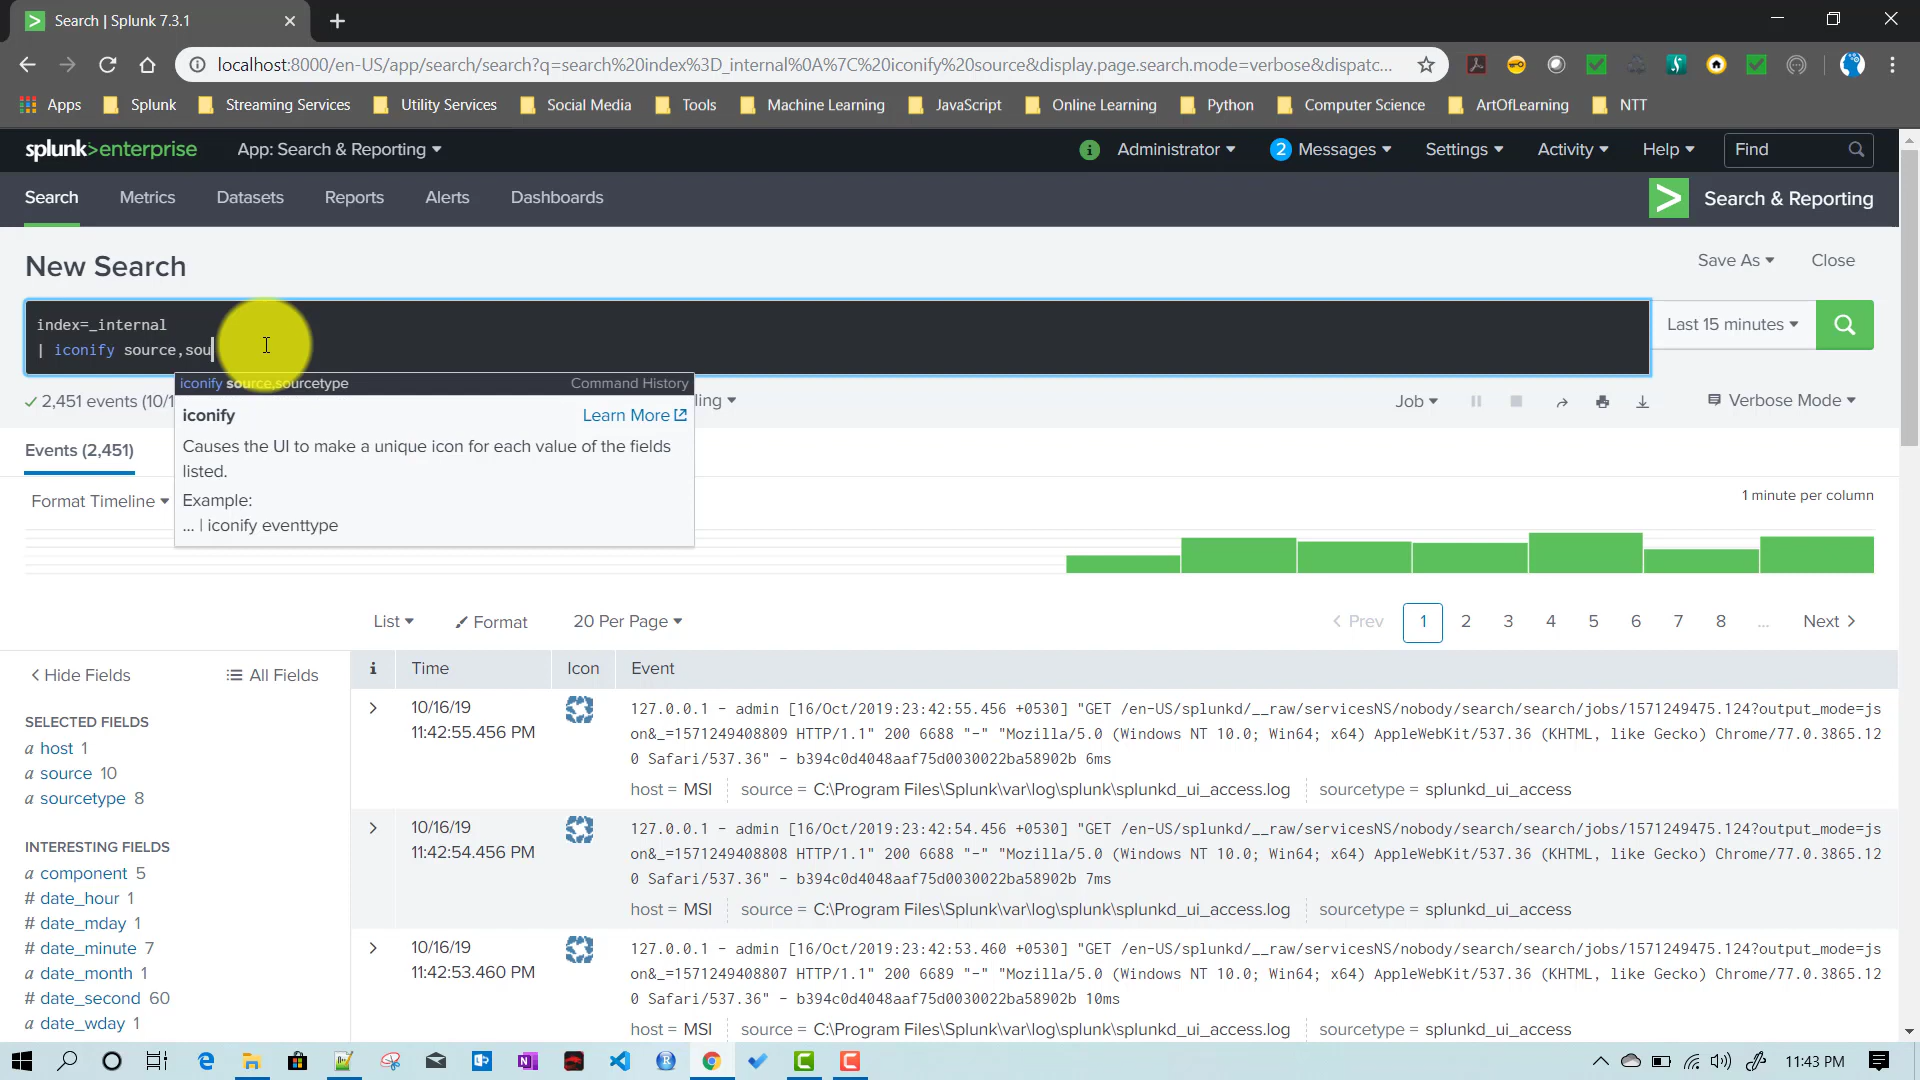 Search | Splunk 7.3.1
localhost:8000/en-US/app/search/search?q=search%20index%3D_internal%0A%7C%20iconify%20source&display.page.search.mode=verbose&dispatc...
Apps Splunk Streaming Services Utility Services Social Media Tools Machine Learning JavaScript Online Learning Python Computer Science ArtOfLearning NTT
splunk>enterprise App: Search & Reporting i Administrator 2 Messages Settings Activity Help Find
Search Metrics Datasets Reports Alerts Dashboards Search & Reporting
New Search Save As Close
index=_internal
| iconify source,sou
Last 15 minutes
iconify source,sourcetype Command History
2,451 events (10/1 ling Job Verbose Mode
iconify Learn More
Causes the UI to make a unique icon for each value of the fields
listed.
Example:
... | iconify eventtype
Events (2,451)
Format Timeline 1 minute per column
List Format 20 Per Page < Prev 1 2 3 4 5 6 7 8 ... Next >
< Hide Fields All Fields
i Time Icon Event
SELECTED FIELDS
a host 1
a source 10
a sourcetype 8
INTERESTING FIELDS
a component 5
# date_hour 1
# date_mday 1
# date_minute 7
a date_month 1
# date_second 60
a date_wday 1
10/16/19
11:42:55.456 PM
127.0.0.1 - admin [16/Oct/2019:23:42:55.456 +0530] "GET /en-US/splunkd/__raw/servicesNS/nobody/search/search/jobs/1571249475.124?output_mode=js
on&_=1571249408809 HTTP/1.1" 200 6688 "-" "Mozilla/5.0 (Windows NT 10.0; Win64; x64) AppleWebKit/537.36 (KHTML, like Gecko) Chrome/77.0.3865.12
0 Safari/537.36" - b394c0d4048aaf75d0030022ba58902b 6ms
host = MSI source = C:\Program Files\Splunk\var\log\splunk\splunkd_ui_access.log sourcetype = splunkd_ui_access
10/16/19
11:42:54.456 PM
127.0.0.1 - admin [16/Oct/2019:23:42:54.456 +0530] "GET /en-US/splunkd/__raw/servicesNS/nobody/search/search/jobs/1571249475.124?output_mode=js
on&_=1571249408808 HTTP/1.1" 200 6688 "-" "Mozilla/5.0 (Windows NT 10.0; Win64; x64) AppleWebKit/537.36 (KHTML, like Gecko) Chrome/77.0.3865.12
0 Safari/537.36" - b394c0d4048aaf75d0030022ba58902b 7ms
host = MSI source = C:\Program Files\Splunk\var\log\splunk\splunkd_ui_access.log sourcetype = splunkd_ui_access
10/16/19
11:42:53.460 PM
127.0.0.1 - admin [16/Oct/2019:23:42:53.460 +0530] "GET /en-US/splunkd/__raw/servicesNS/nobody/search/search/jobs/1571249475.124?output_mode=js
on&_=1571249408807 HTTP/1.1" 200 6689 "-" "Mozilla/5.0 (Windows NT 10.0; Win64; x64) AppleWebKit/537.36 (KHTML, like Gecko) Chrome/77.0.3865.12
0 Safari/537.36" - b394c0d4048aaf75d0030022ba58902b 10ms
host = MSI source = C:\Program Files\Splunk\var\log\splunk\splunkd_ui_access.log sourcetype = splunkd_ui_access
11:43 PM